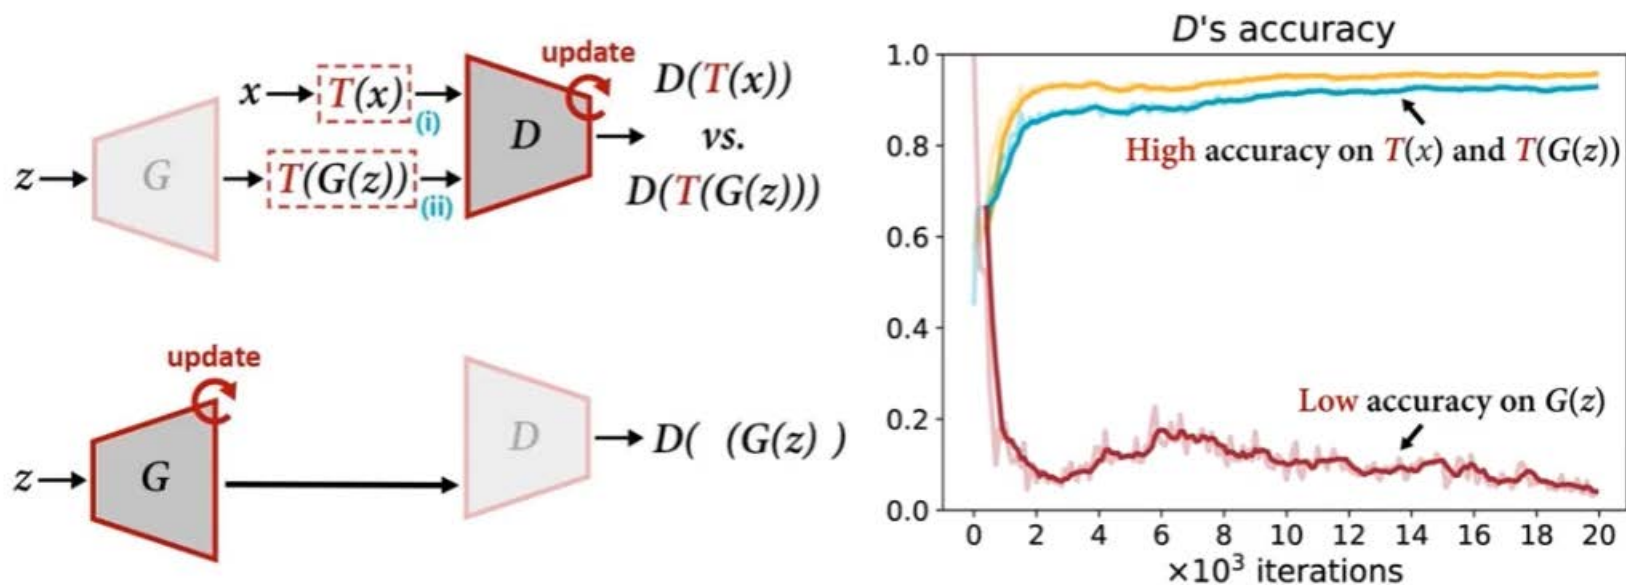 update
x → T(x) →
(i)
D(T(x))
vs.
D(T(G(z)))
D
z → G → T(G(z)) →
(ii)
update
z → G → D → D( (G(z) )
D's accuracy
1.0
0.8
0.6
0.4
0.2
0.0
High accuracy on T(x) and T(G(z))
Low accuracy on G(z)
0 2 4 6 8 10 12 14 16 18 20
×10³ iterations